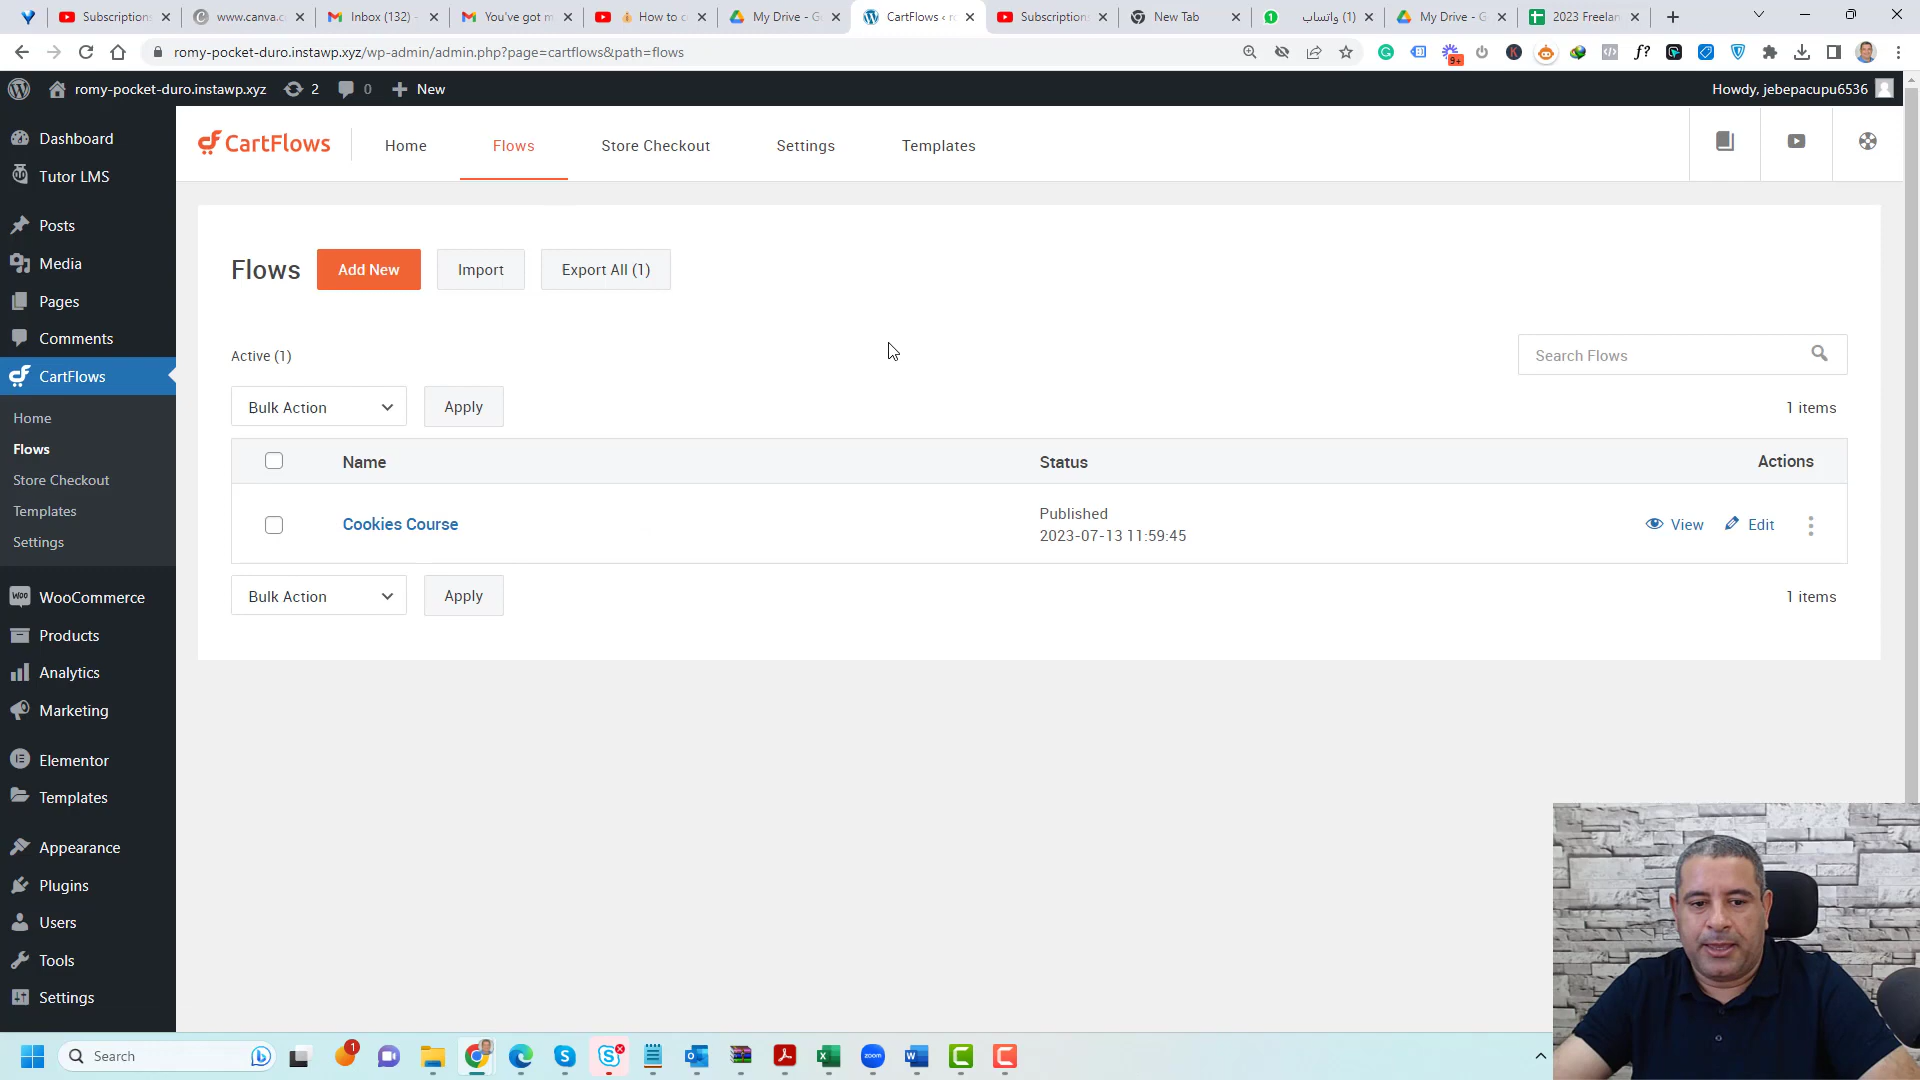 Subscriptions
www.canva.c
Inbox (132) -
You've got m
How to c
My Drive - G
CartFlows ‹ r
Subscription
New Tab
(1) واتساب
My Drive - G
2023 Freelan
romy-pocket-duro.instawp.xyz/wp-admin/admin.php?page=cartflows&path=flows
9+
f?
romy-pocket-duro.instawp.xyz
2
0
New
Howdy, jebepacupu6536
Dashboard
Tutor LMS
Posts
Media
Pages
Comments
CartFlows
Home
Flows
Store Checkout
Templates
Settings
WooCommerce
Products
Analytics
Marketing
Elementor
Templates
Appearance
Plugins
Users
Tools
Settings
CartFlows
Home
Flows
Store Checkout
Settings
Templates
Flows
Add New
Import
Export All (1)
Active (1)
Search Flows
Bulk Action
Apply
1 items
Name
Status
Actions
Cookies Course
Published
2023-07-13 11:59:45
View
Edit
Bulk Action
Apply
1 items
Search
1
zoom